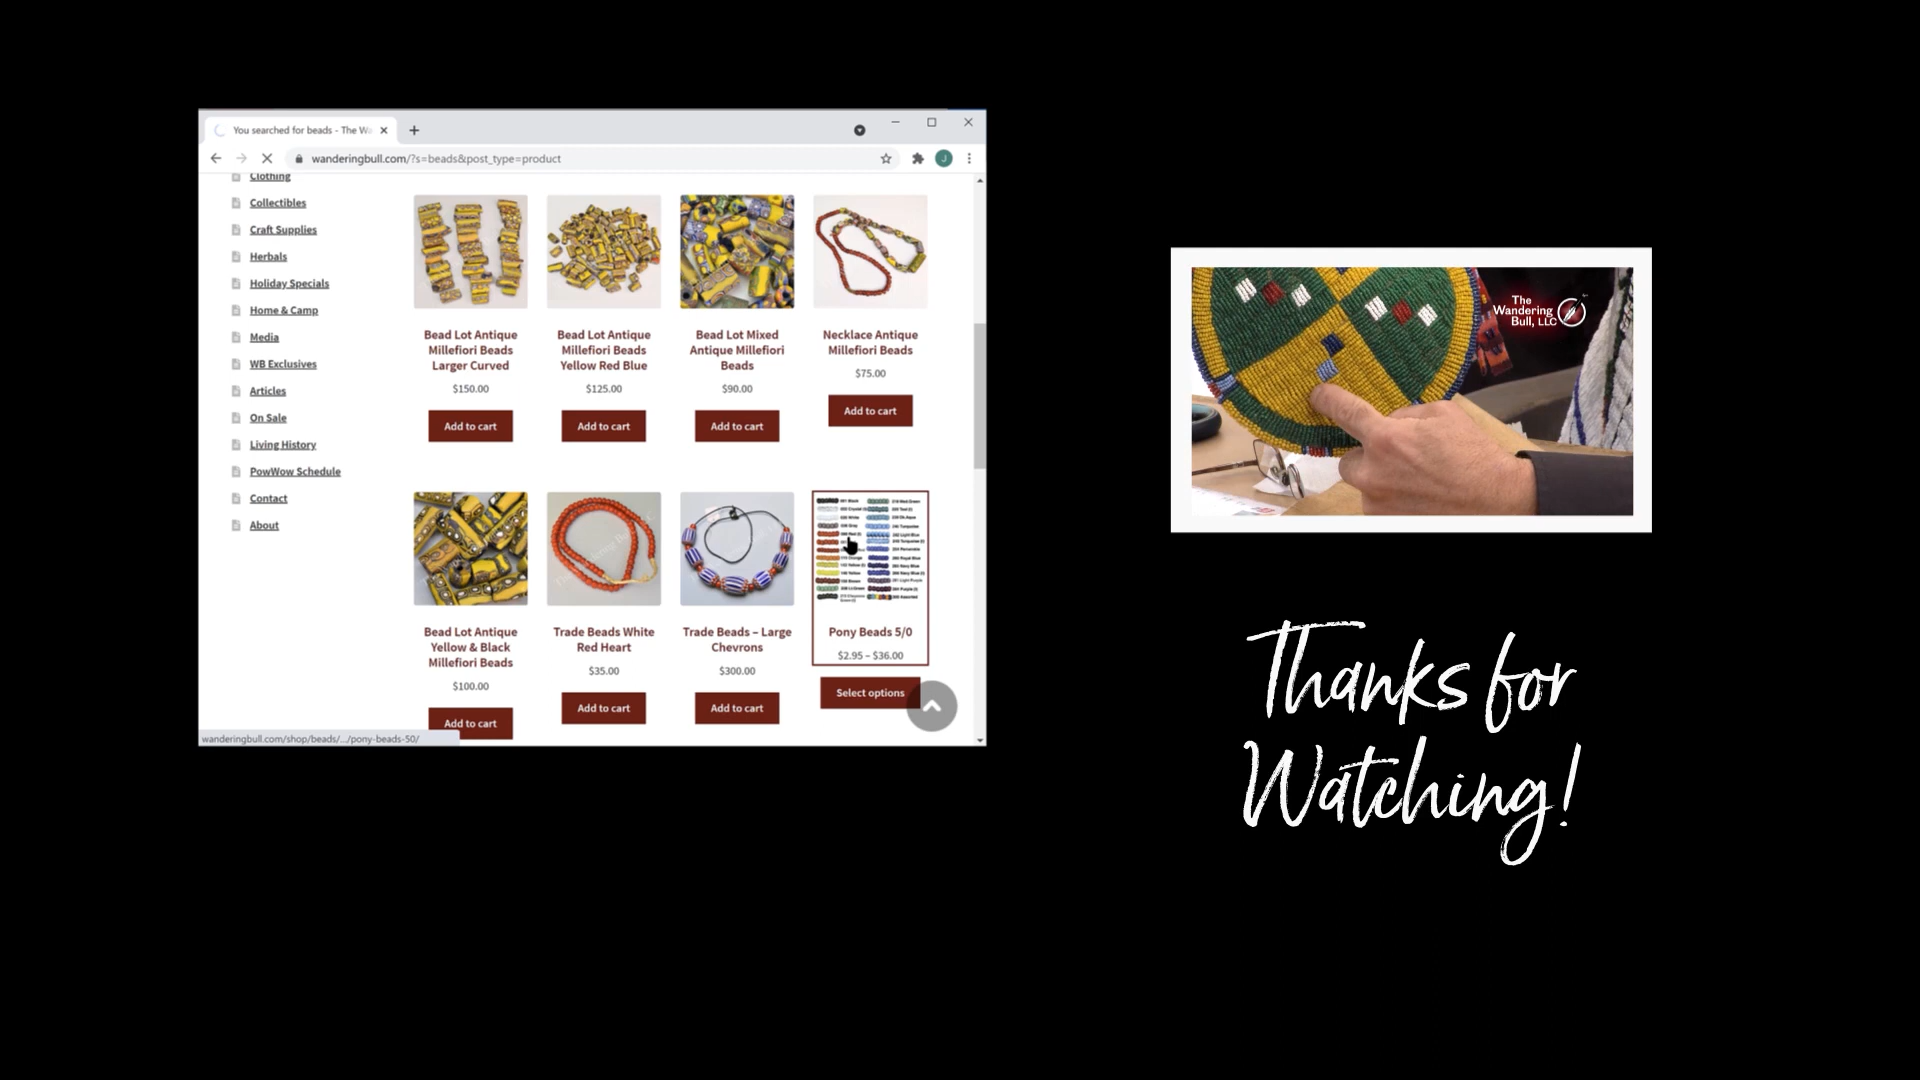 You searched for beads - The Wa
wanderingbull.com/?s=beads&post_type=product
J
Clothing
Collectibles
Craft Supplies
Herbals
Holiday Specials
Home & Camp
Media
WB Exclusives
Articles
On Sale
Living History
PowWow Schedule
Contact
About
Bead Lot Antique
Millefiori Beads
Larger Curved
$150.00
Add to cart
Bead Lot Antique
Millefiori Beads
Yellow Red Blue
$125.00
Add to cart
Bead Lot Mixed
Antique Millefiori
Beads
$90.00
Add to cart
Necklace Antique
Millefiori Beads
$75.00
Add to cart
Bead Lot Antique
Yellow & Black
Millefiori Beads
$100.00
Add to cart
Trade Beads White
Red Heart
$35.00
Add to cart
Trade Beads – Large
Chevrons
$300.00
Add to cart
Pony Beads 5/0
$2.95 – $36.00
Select options
wanderingbull.com/shop/beads/.../pony-beads-50/
The
Wandering
Bull, LLC
Thanks for
Watching!